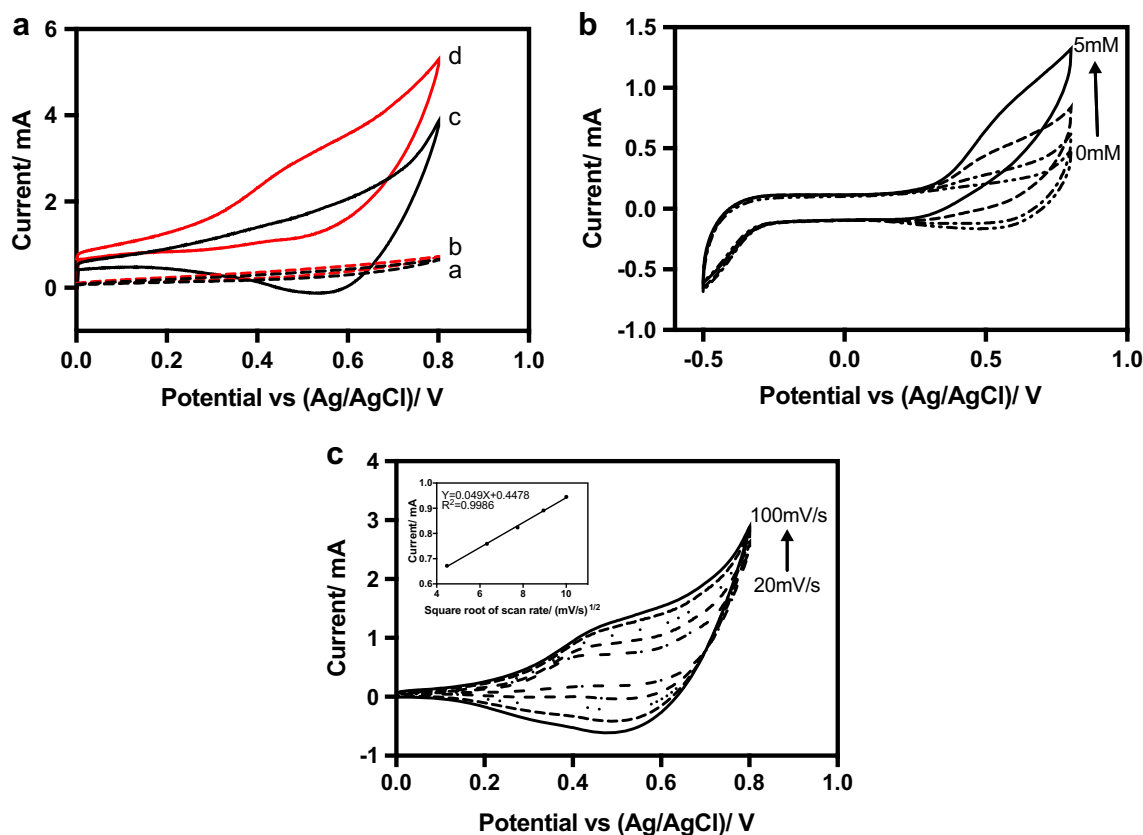 a
6
4
2
0
0.0 0.2 0.4 0.6 0.8 1.0
Current/ mA
Potential vs (Ag/AgCl)/ V
d
c
b
a
b
1.5
1.0
0.5
0.0
-0.5
-1.0
-0.5 0.0 0.5 1.0
Current/ mA
Potential vs (Ag/AgCl)/ V
5mM
0mM
c
4
3
2
1
0
-1
0.0 0.2 0.4 0.6 0.8 1.0
Current/ mA
Potential vs (Ag/AgCl)/ V
100mV/s
20mV/s
1.0
0.9
0.8
0.7
0.6
4 6 8 10
Current/ mA
Square root of scan rate/ (mV/s)^1/2
Y=0.049X+0.4478
R²=0.9986